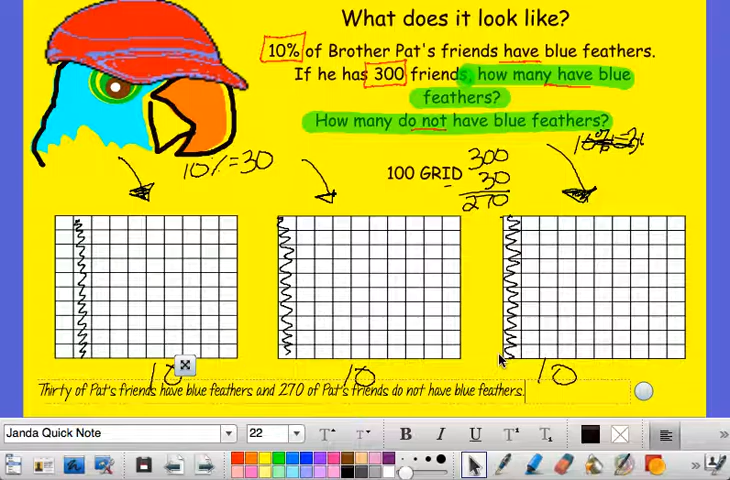 What does it look like?
10% of Brother Pat's friends have blue feathers.
If he has 300 friends, how many have blue
feathers?
How many do not have blue feathers?
10%=30
100 GRID
300
- 30
270
10
10
10
Thirty of Pat's friends have blue feathers and 270 of Pat's friends do not have blue feathers.
Janda Quick Note
22
T
T
B
I
U
T¹
T₁